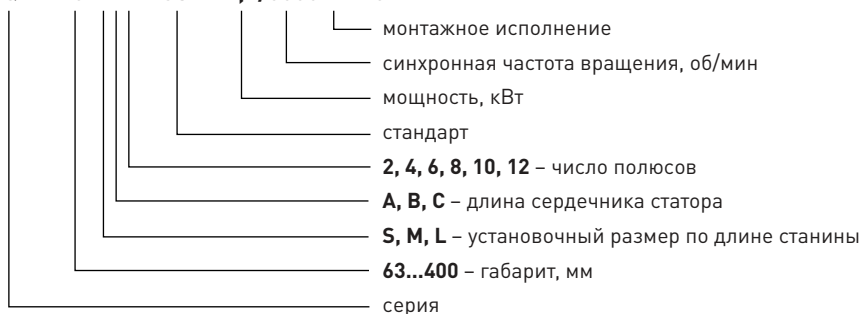 монтажное исполнение
синхронная частота вращения, об/мин
мощность, кВт
стандарт
2, 4, 6, 8, 10, 12 – число полюсов
A, B, C – длина сердечника статора
S, M, L – установочный размер по длине станины
63...400 – габарит, мм
серия